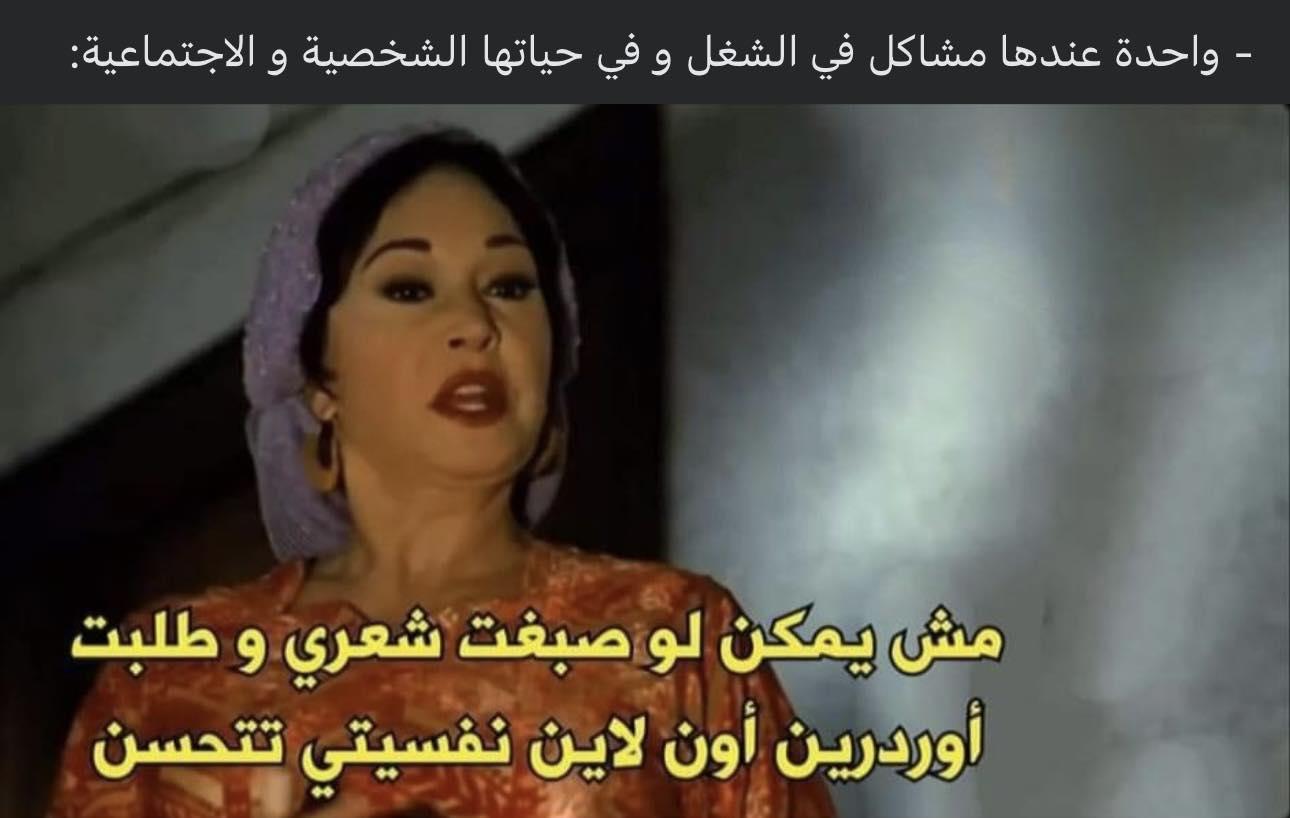 - واحدة عندها مشاكل في الشغل و في حياتها الشخصية و الاجتماعية:
مش يمكن لو صبغت شعري و طلبت
أوردرين أون لاين نفسيتي تتحسن